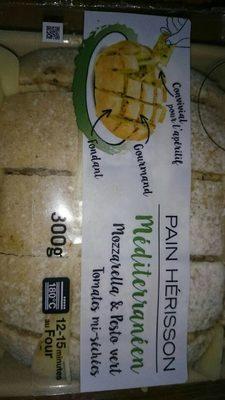 PAIN HÉRISSON
Méditerranéen
Mozzarella & Pesto vert
Tomates mi-séchées
Convivial
pour l'apéritif
Gourmand
Fondant
300g
180°C
12-15 minutes
au Four